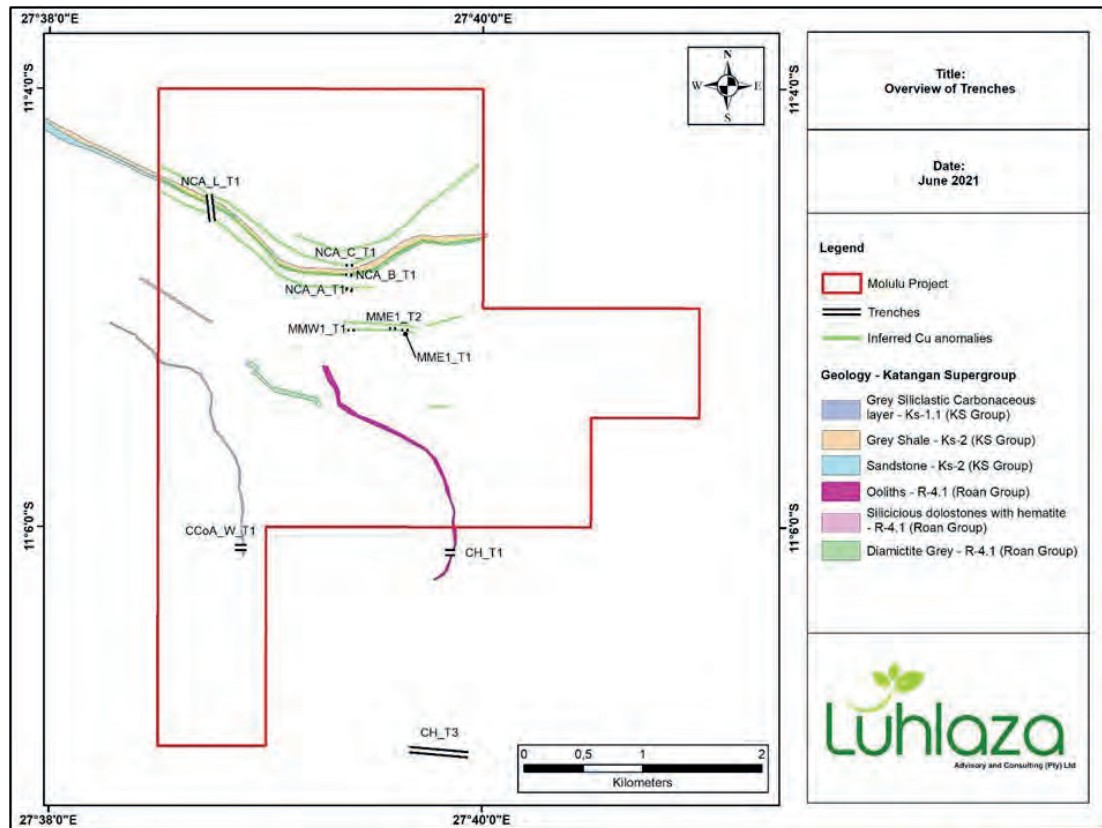 27°38'0"E
27°40'0"E
11°4'0"S
11°4'0"S
N
W
E
S
NCA_L_T1
NCA_C_T1
NCA_B_T1
NCA_A_T1
MME1_T2
MMW1_T1
MME1_T1
11°6'0"S
11°6'0"S
CCoA_W_T1
CH_T1
CH_T3
0
0,5
1
2
Kilometers
27°38'0"E
27°40'0"E
Title:
Overview of Trenches
Date:
June 2021
Legend
Molulu Project
Trenches
Inferred Cu anomalies
Geology - Katangan Supergroup
Grey Siliclastic Carbonaceous
layer - Ks-1.1 (KS Group)
Grey Shale - Ks-2 (KS Group)
Sandstone - Ks-2 (KS Group)
Ooliths - R-4.1 (Roan Group)
Silicicious dolostones with hematite
- R-4.1 (Roan Group)
Diamictite Grey - R-4.1 (Roan Group)
Luhlaza
Advisory and Consulting (Pty) Ltd